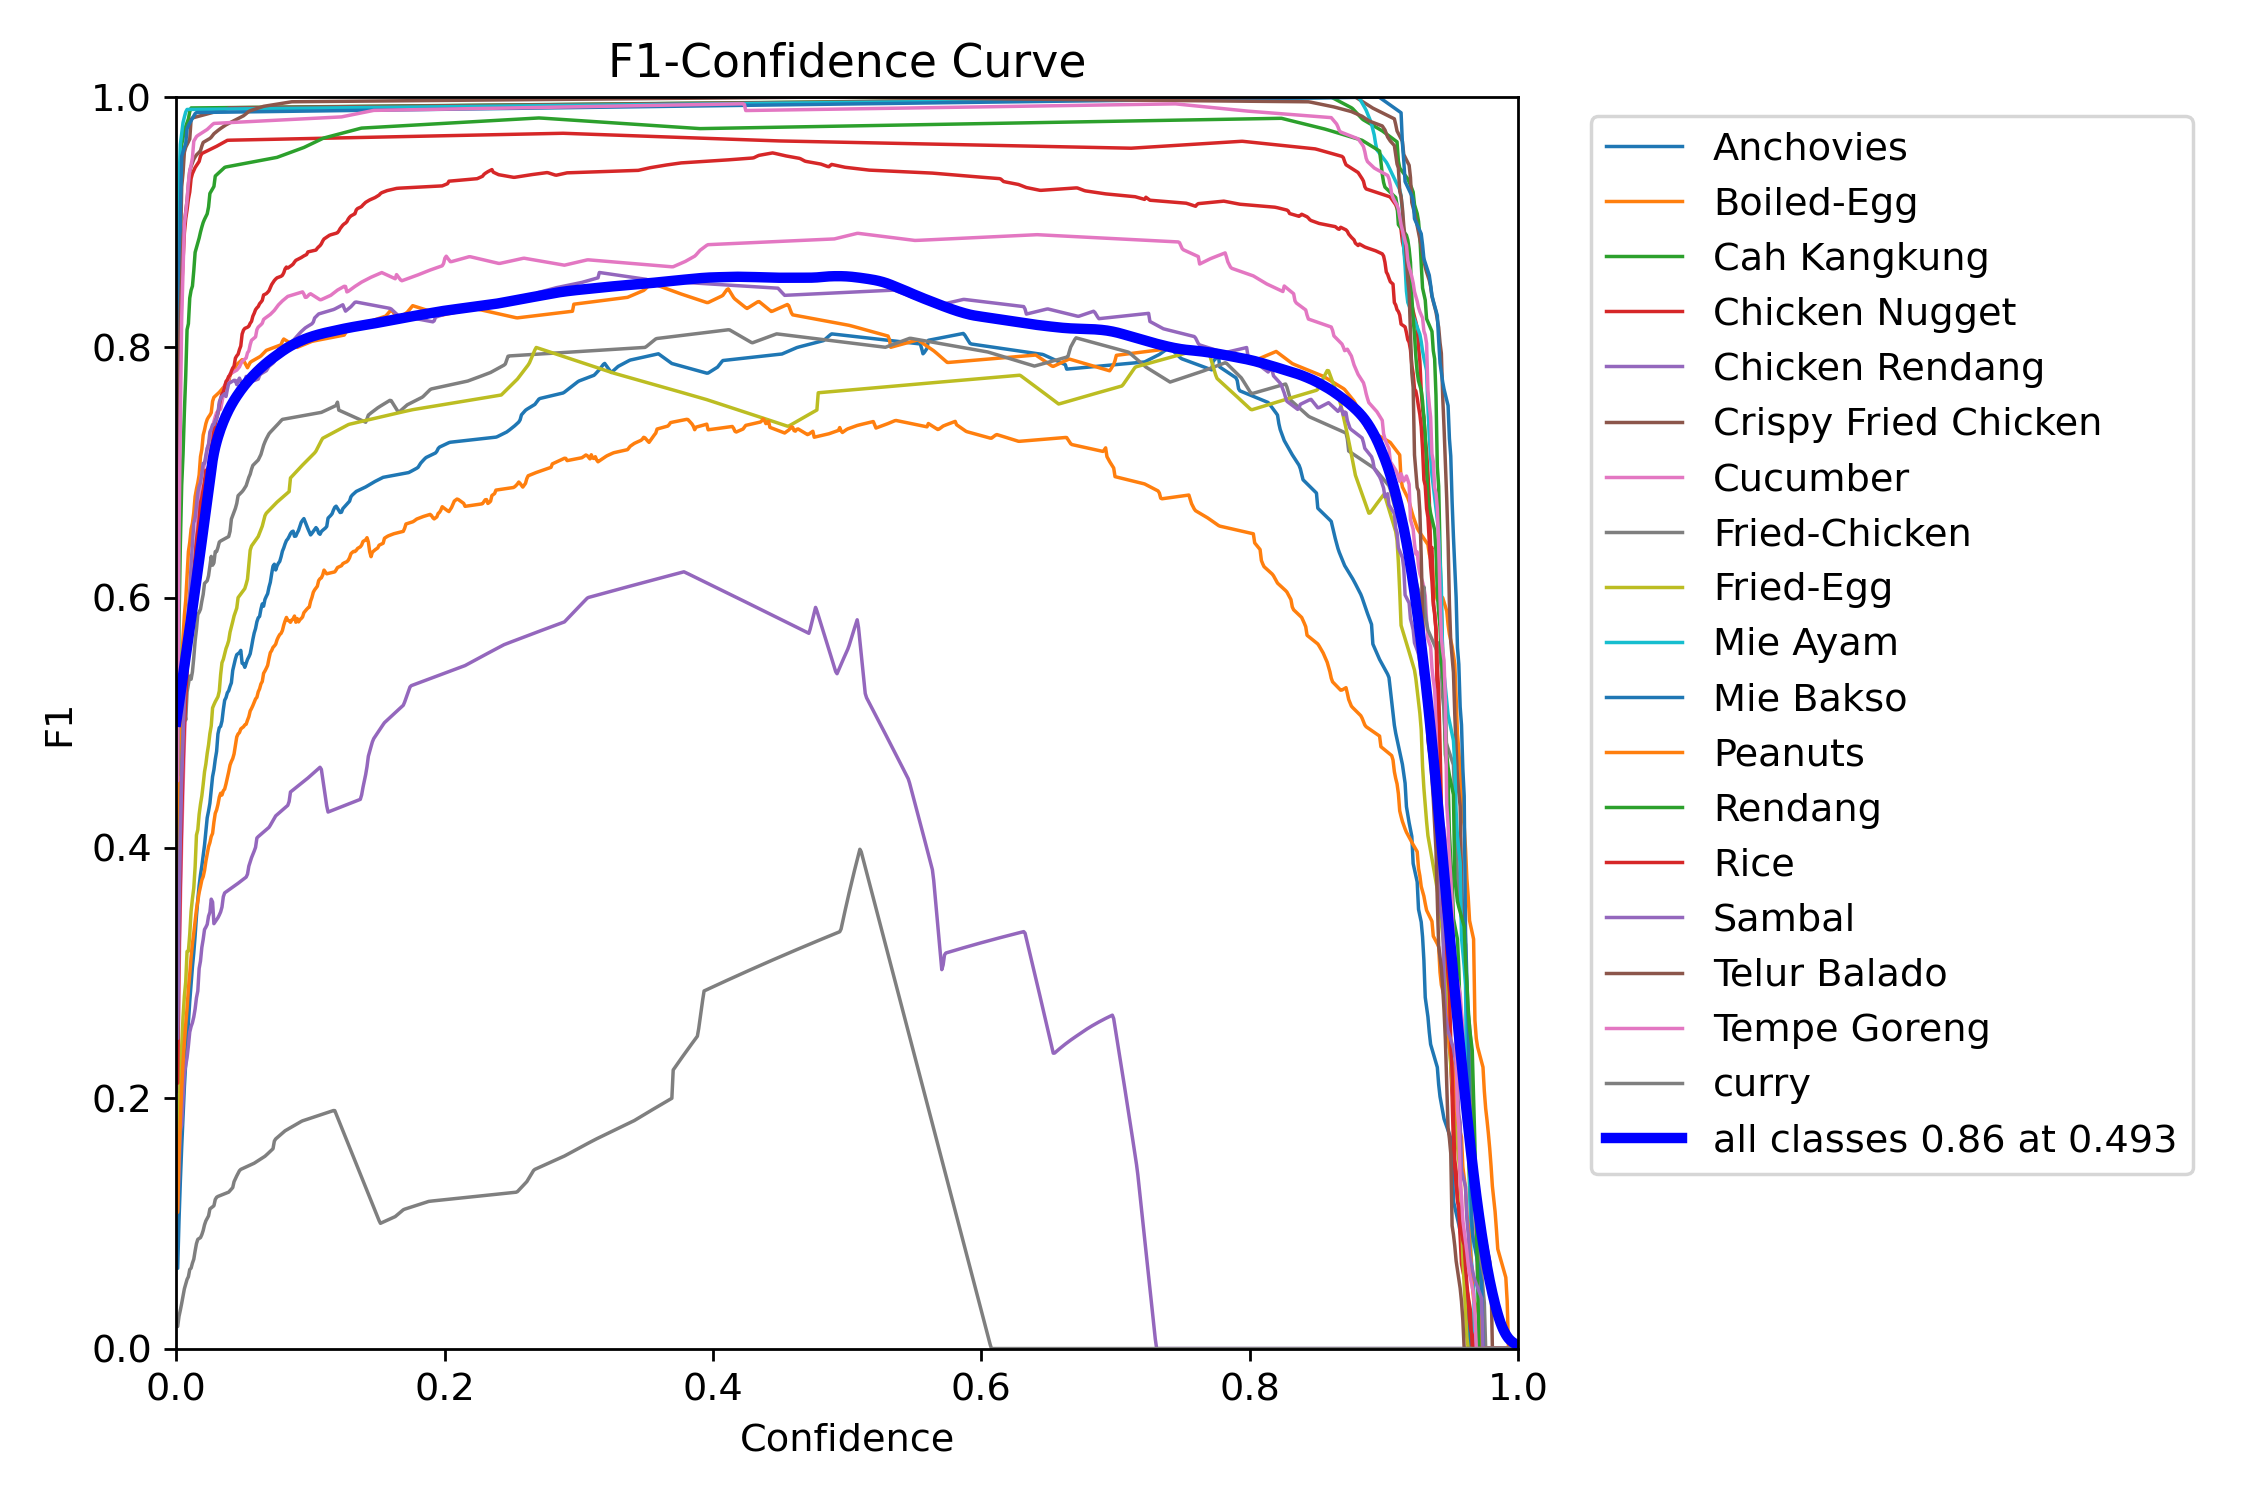 F1-Confidence Curve
1.0
0.8
0.6
0.4
0.2
0.0
F1
0.0 0.2 0.4 0.6 0.8 1.0
Confidence
Anchovies
Boiled-Egg
Cah Kangkung
Chicken Nugget
Chicken Rendang
Crispy Fried Chicken
Cucumber
Fried-Chicken
Fried-Egg
Mie Ayam
Mie Bakso
Peanuts
Rendang
Rice
Sambal
Telur Balado
Tempe Goreng
curry
all classes 0.86 at 0.493